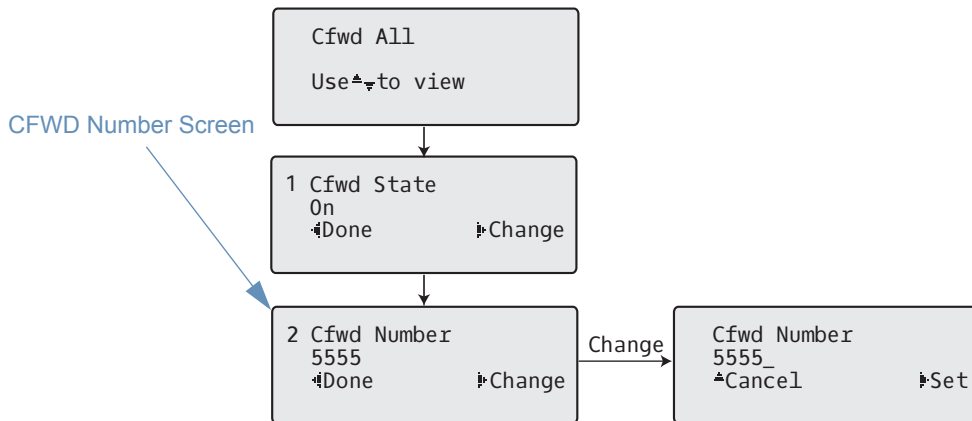 Cfwd All
Use to view
CFWD Number Screen
1 Cfwd State
On
Done Change
2 Cfwd Number
5555
Done Change
Change
Cfwd Number
5555_
Cancel Set